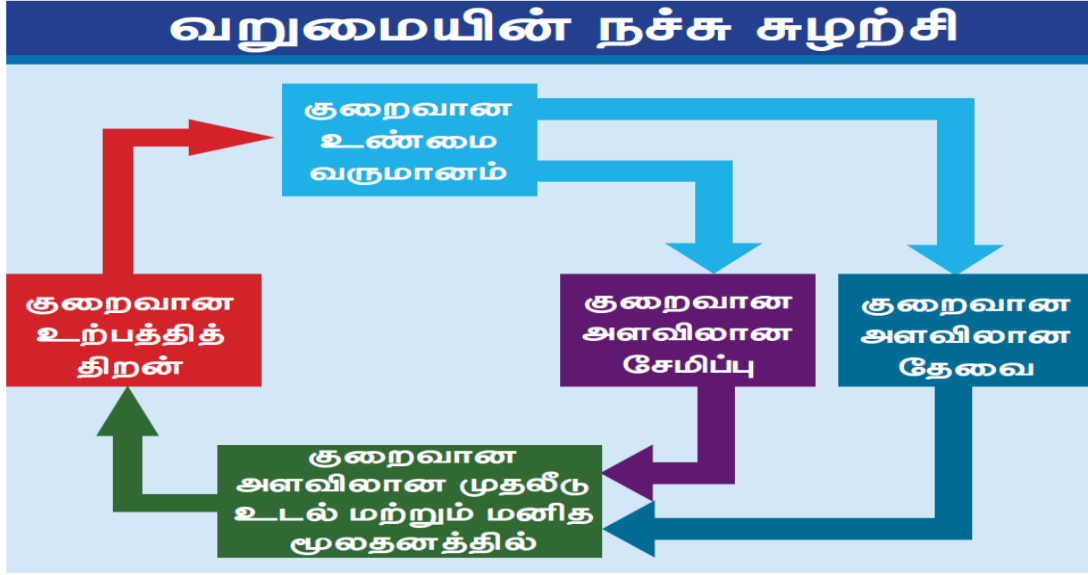 வறுமையின் நச்சு சுழற்சி
குறைவான
உண்மை
வருமானம்
குறைவான
உற்பத்தித்
திறன்
குறைவான
அளவிலான
சேமிப்பு
குறைவான
அளவிலான
தேவை
குறைவான
அளவிலான முதலீடு
உடல் மற்றும் மனித
மூலதனத்தில்